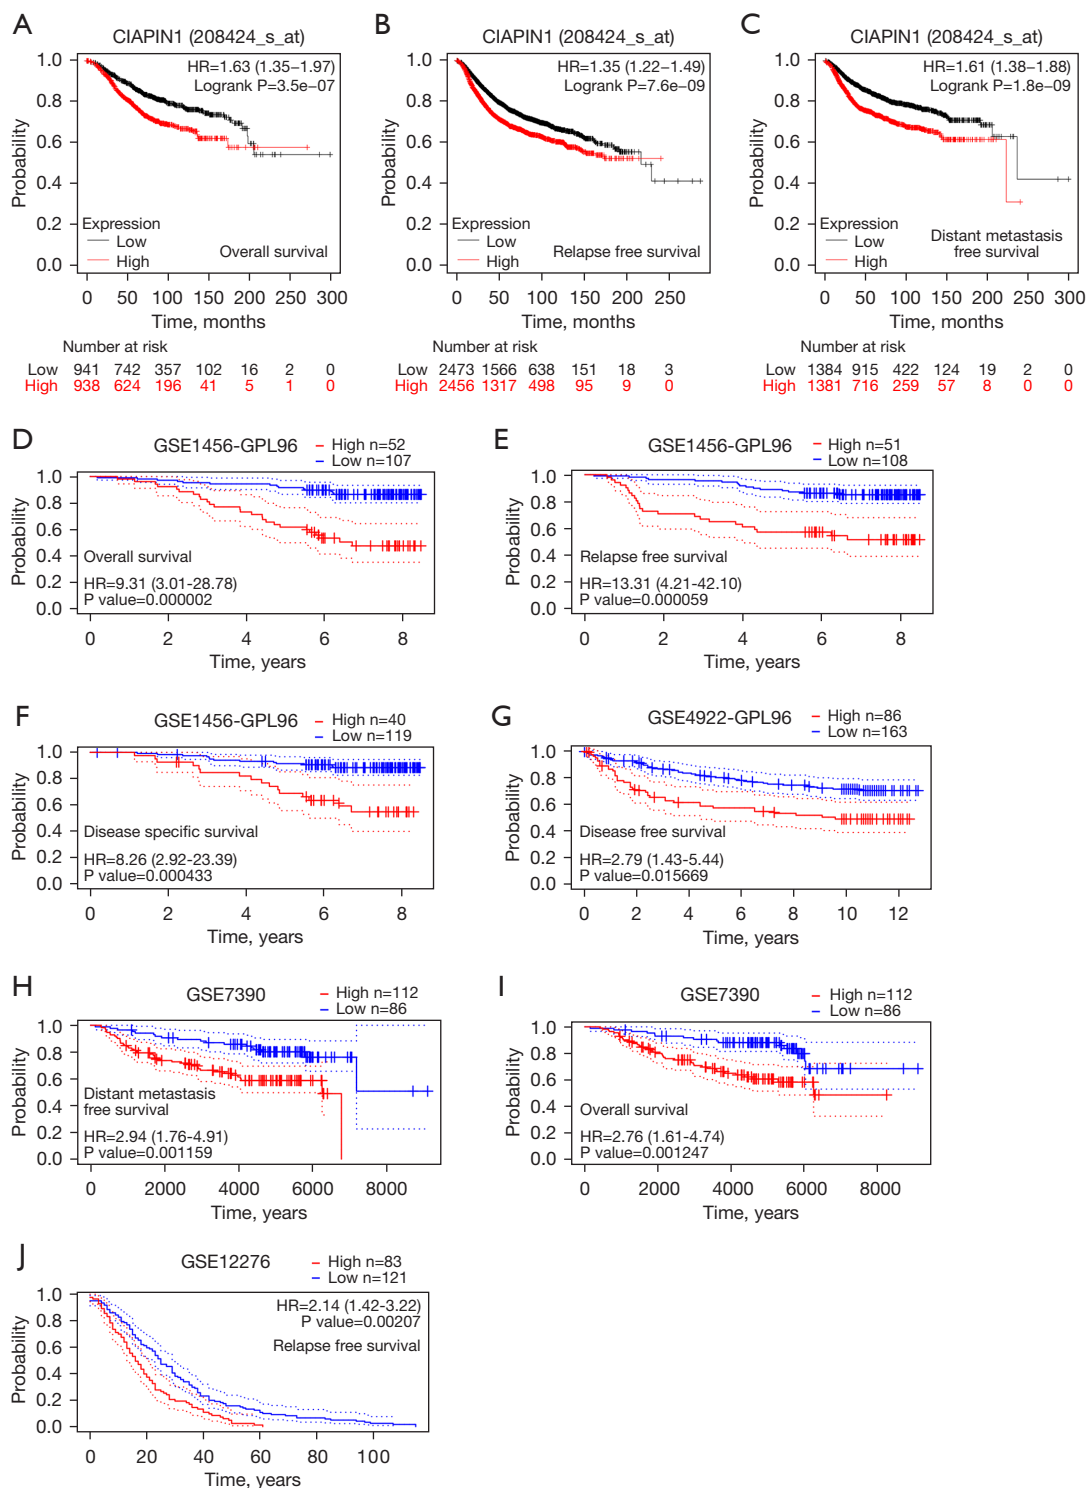 A
CIAPIN1 (208424_s_at)
HR=1.63 (1.35–1.97)
Logrank P=3.5e–07
Probability
1.0
0.8
0.6
0.4
0.2
0.0
Expression
Low
High
Overall survival
0 50 100 150 200 250 300
Time, months
Number at risk
Low 941 742 357 102 16 2 0
High 938 624 196 41 5 1 0
B
CIAPIN1 (208424_s_at)
HR=1.35 (1.22–1.49)
Logrank P=7.6e–09
Probability
1.0
0.8
0.6
0.4
0.2
0.0
Expression
Low
High
Relapse free survival
0 50 100 150 200 250
Time, months
Number at risk
Low 2473 1566 638 151 18 3
High 2456 1317 498 95 9 0
C
CIAPIN1 (208424_s_at)
HR=1.61 (1.38–1.88)
Logrank P=1.8e–09
Probability
1.0
0.8
0.6
0.4
0.2
0.0
Expression
Low
High
Distant metastasis
free survival
0 50 100 150 200 250 300
Time, months
Number at risk
Low 1384 915 422 124 19 2 0
High 1381 716 259 57 8 0 0
D
GSE1456-GPL96
High n=52
Low n=107
Probability
1.0
0.8
0.6
0.4
0.2
0.0
Overall survival
HR=9.31 (3.01-28.78)
P value=0.000002
0 2 4 6 8
Time, years
E
GSE1456-GPL96
High n=51
Low n=108
Probability
1.0
0.8
0.6
0.4
0.2
0.0
Relapse free survival
HR=13.31 (4.21-42.10)
P value=0.000059
0 2 4 6 8
Time, years
F
GSE1456-GPL96
High n=40
Low n=119
Probability
1.0
0.8
0.6
0.4
0.2
0.0
Disease specific survival
HR=8.26 (2.92-23.39)
P value=0.000433
0 2 4 6 8
Time, years
G
GSE4922-GPL96
High n=86
Low n=163
Probability
1.0
0.8
0.6
0.4
0.2
0.0
Disease free survival
HR=2.79 (1.43-5.44)
P value=0.015669
0 2 4 6 8 10 12
Time, years
H
GSE7390
High n=112
Low n=86
Probability
1.0
0.8
0.6
0.4
0.2
0.0
Distant metastasis
free survival
HR=2.94 (1.76-4.91)
P value=0.001159
0 2000 4000 6000 8000
Time, years
I
GSE7390
High n=112
Low n=86
Probability
1.0
0.8
0.6
0.4
0.2
0.0
Overall survival
HR=2.76 (1.61-4.74)
P value=0.001247
0 2000 4000 6000 8000
Time, years
J
GSE12276
High n=83
Low n=121
Probability
1.0
0.8
0.6
0.4
0.2
0.0
HR=2.14 (1.42-3.22)
P value=0.00207
Relapse free survival
0 20 40 60 80 100
Time, years